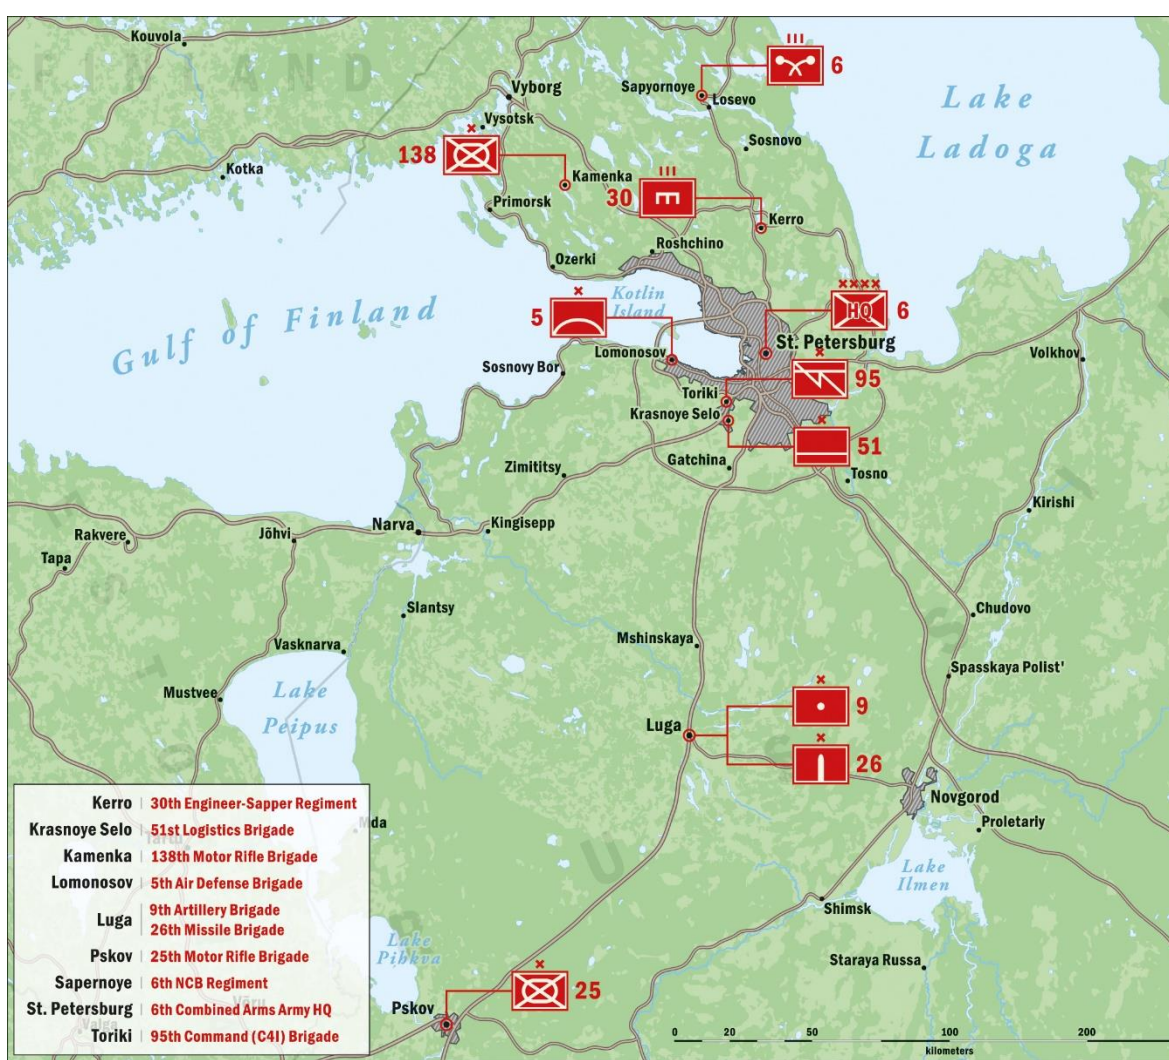 Kouvola
FINLAND
Vyborg
Vysotsk
Kotka
138
Kamenka
Primorsk
III
6
Sapyornoye
Losevo
Sosnovo
Lake
Ladoga
III
30
Kerro
Roshchino
Ozerki
Kotlin
Island
Gulf of Finland
5
Lomonosov
Sosnovy Bor
HQ
6
St. Petersburg
95
Toriki
Krasnoye Selo
51
Gatchina
Tosno
Volkhov
Kirishi
Zimititsy
Kingisepp
Narva
Jõhvi
Rakvere
Tapa
Slantsy
Vasknarva
Mustvee
Lake
Peipus
Mshinskaya
Chudovo
Spasskaya Polist'
Luga
9
26
Novgorod
Proletarly
Lake
Ilmen
Shimsk
Staraya Russa
Lake
Pihkva
Pskov
25
Kerro 30th Engineer-Sapper Regiment
Krasnoye Selo 51st Logistics Brigade
Kamenka 138th Motor Rifle Brigade
Lomonosov 5th Air Defense Brigade
Luga 9th Artillery Brigade
26th Missile Brigade
Pskov 25th Motor Rifle Brigade
Sapernoye 6th NCB Regiment
St. Petersburg 6th Combined Arms Army HQ
Toriki 95th Command (C4I) Brigade
Tartu
Võru
Valga
0 20 50 100 200
kilometers